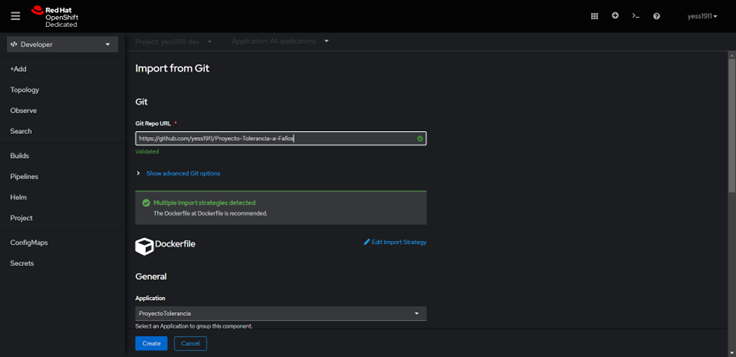 Red Hat
OpenShift
Dedicated
yess1911
</> Developer
Project: yess1911-dev
Application: All applications
+Add
Topology
Observe
Search
Builds
Pipelines
Helm
Project
ConfigMaps
Secrets
Import from Git
Git
Git Repo URL *
https://github.com/yess1911/Proyecto-Tolerancia-a-Fallos
Validated
Show advanced Git options
Multiple import strategies detected
The Dockerfile at Dockerfile is recommended.
Dockerfile
Edit Import Strategy
General
Application
ProyectoTolerancia
Select an Application to group this component.
Create
Cancel